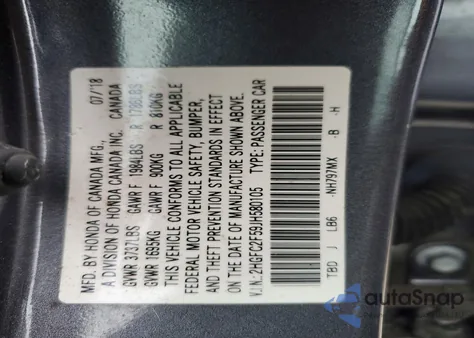 MFD. BY HONDA OF CANADA MFG., 07/18
A DIVISION OF HONDA CANADA INC. CANADA
GVWR 3737LBS GAWR F 1984LBS R 1786LBS
GVWR 1695KG GAWR F 900KG R 810KG
THIS VEHICLE CONFORMS TO ALL APPLICABLE
FEDERAL MOTOR VEHICLE SAFETY, BUMPER,
AND THEFT PREVENTION STANDARDS IN EFFECT
ON THE DATE OF MANUFACTURE SHOWN ABOVE.
V.I.N.:2HGFC2F59JH580105 TYPE:PASSENGER CAR
TBD J LB6 -NH797MX -B -H
autoSnap